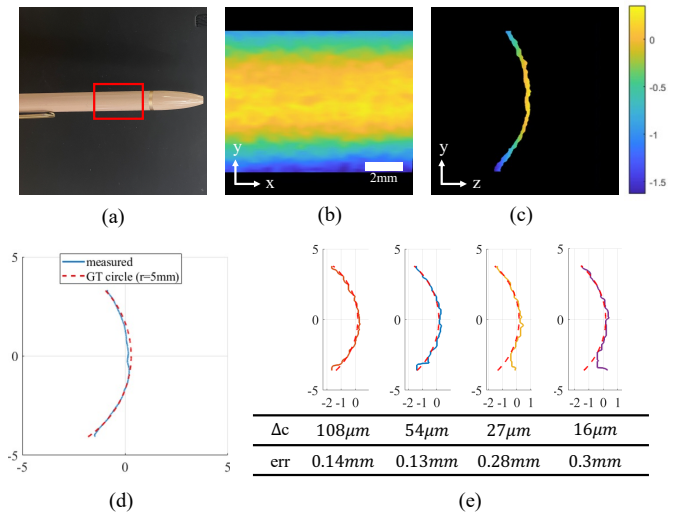 y
x
2mm
y
z
0
-0.5
-1
-1.5
(a)
(b)
(c)
5
0
-5
-5
0
5
measured
GT circle (r=5mm)
(d)
5
0
-5
-2 -1 0 1
5
0
-5
-2 -1 0 1
5
0
-5
-2 -1 0 1
5
0
-5
-2 -1 0 1
Δc 108μm 54μm 27μm 16μm
err 0.14mm 0.13mm 0.28mm 0.3mm
(e)